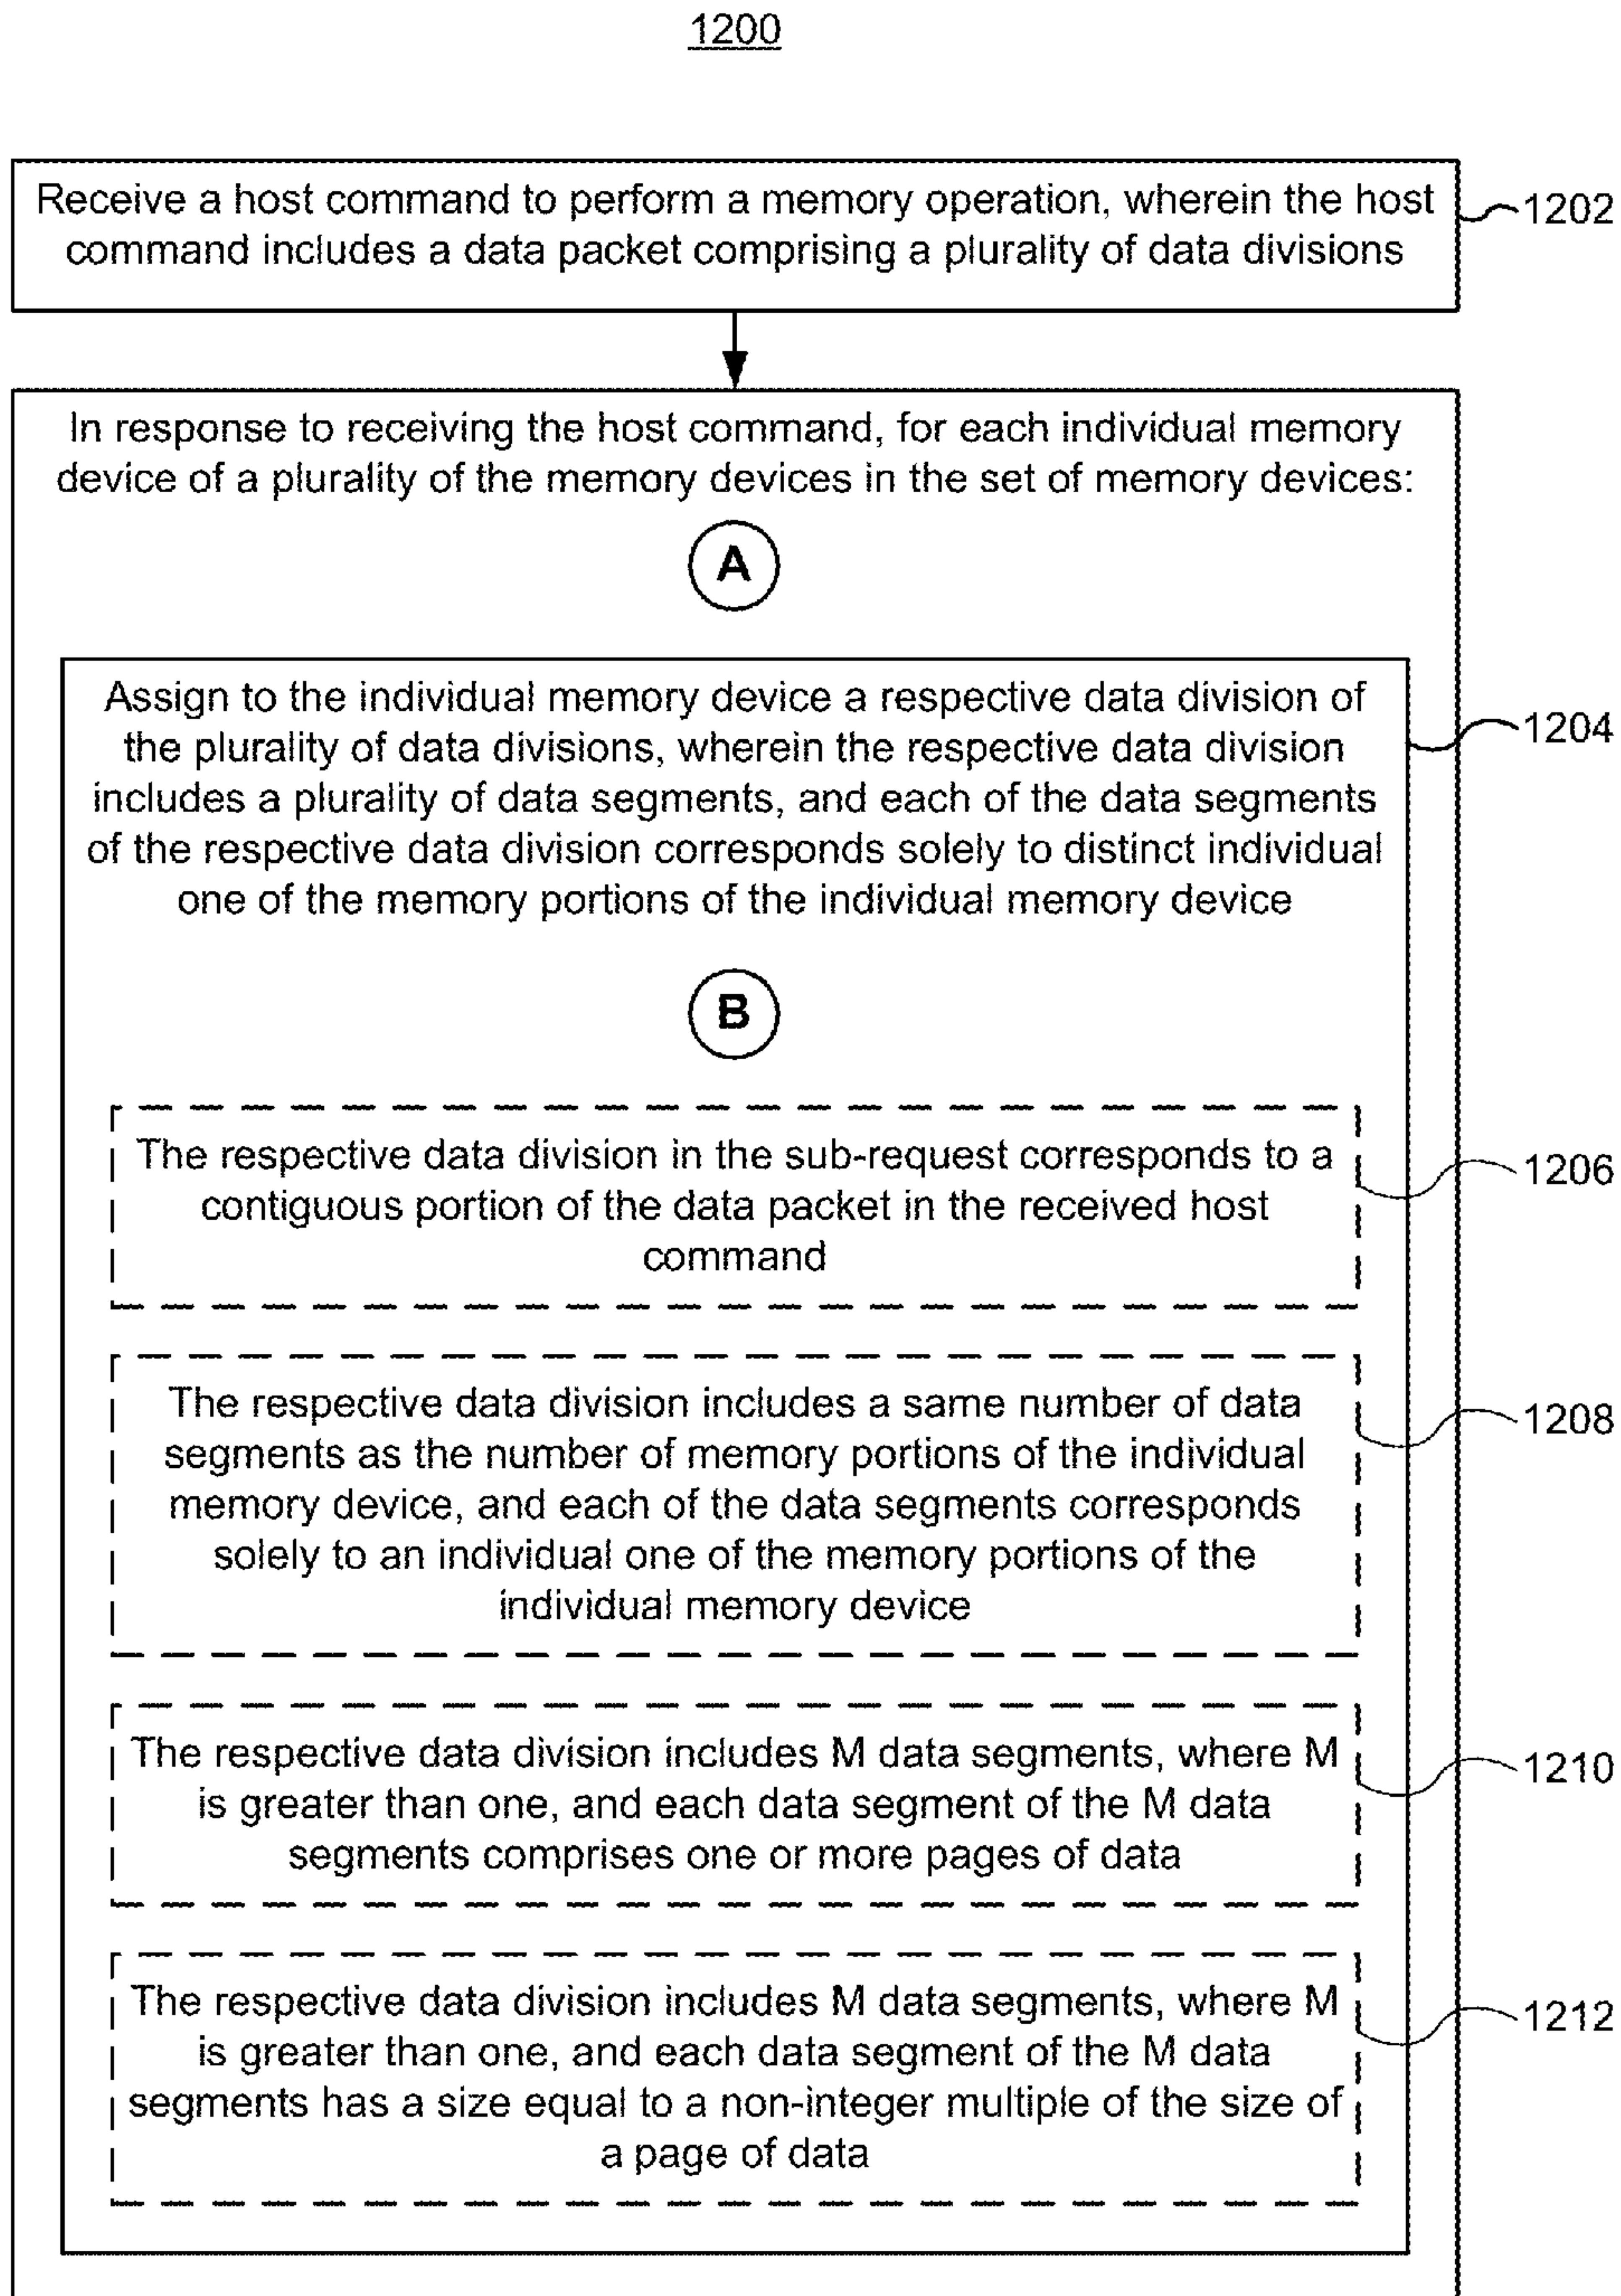 1200
Receive a host command to perform a memory operation, wherein the host
command includes a data packet comprising a plurality of data divisions
1202
In response to receiving the host command, for each individual memory
device of a plurality of the memory devices in the set of memory devices:
A
Assign to the individual memory device a respective data division of
the plurality of data divisions, wherein the respective data division
includes a plurality of data segments, and each of the data segments
of the respective data division corresponds solely to distinct individual
one of the memory portions of the individual memory device
1204
B
The respective data division in the sub-request corresponds to a
contiguous portion of the data packet in the received host
command
1206
The respective data division includes a same number of data
segments as the number of memory portions of the individual
memory device, and each of the data segments corresponds
solely to an individual one of the memory portions of the
individual memory device
1208
The respective data division includes M data segments, where M
is greater than one, and each data segment of the M data
segments comprises one or more pages of data
1210
The respective data division includes M data segments, where M
is greater than one, and each data segment of the M data
segments has a size equal to a non-integer multiple of the size of
a page of data
1212